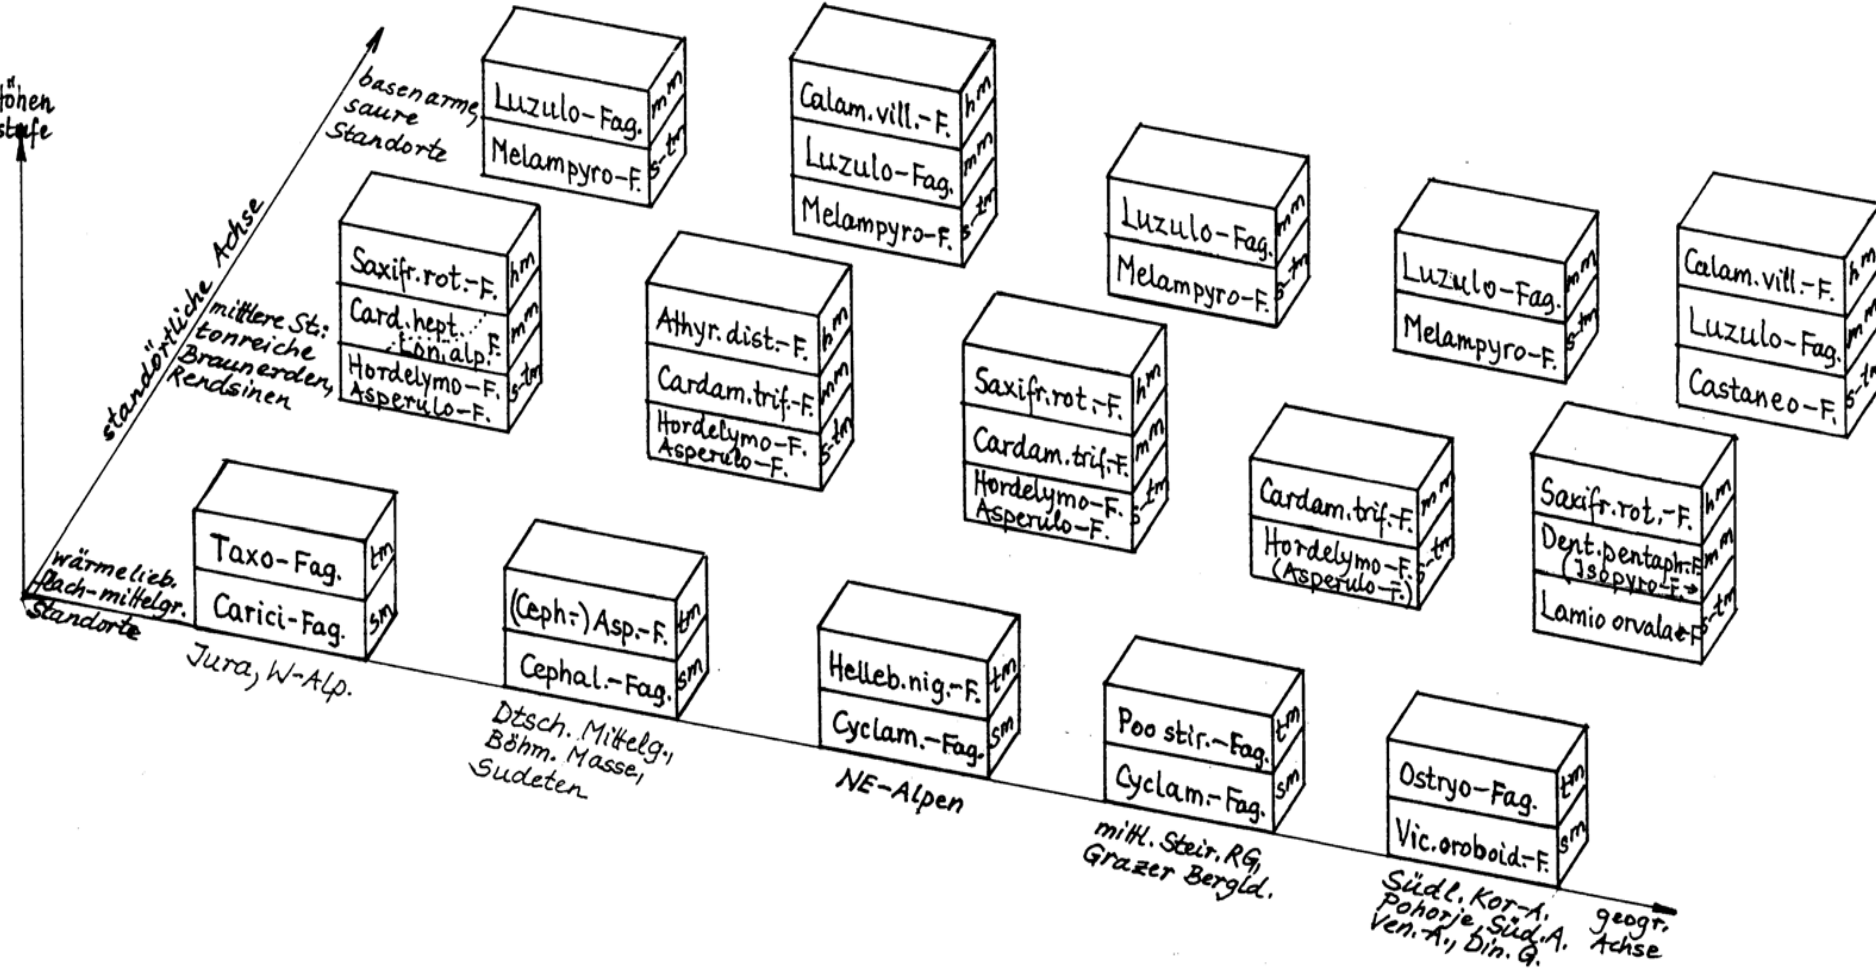 Höhen
stufe
standörtliche Achse
basenarme,
saure
Standorte
mittlere St.:
tonreiche
Braunerden,
Rendsinen
wärmelieb.
flach-mittelgr.
Standorte
Luzulo-Fag. mm
Melampyro-F. s-tm
Calam.vill.-F. hm
Luzulo-Fag. mm
Melampyro-F. s-tm
Luzulo-Fag. mm
Melampyro-F. s-tm
Luzulo-Fag. mm
Melampyro-F. s-tm
Calam.vill.-F. hm
Luzulo-Fag. mm
Castaneo-F. s-tm
Saxifr.rot.-F. hm
Card.hept... mm
Lon.alp. F.
Hordelymo-F. s-tm
Asperulo-F.
Athyr.dist.-F. hm
Cardam.trif.-F. mm
Hordelymo-F. s-tm
Asperulo-F.
Saxifr.rot.-F. hm
Cardam.trif.-F. mm
Hordelymo-F. s-tm
Asperulo-F.
Cardam.trif.-F. mm
Hordelymo-F. s-tm
(Asperulo-F.)
Saxifr.rot.-F. hm
Dent.pentaph.-F. mm
(Isopyro-F.→
Lamio orvalae-F s-tm
Taxo-Fag. tm
Carici-Fag. sm
(Ceph-)Asp.-F. tm
Cephal.-Fag. sm
Helleb.nig.-F. tm
Cyclam.-Fag. sm
Poo stir.-Fag. tm
Cyclam.-Fag. sm
Ostryo-Fag. tm
Vic.oroboid.-F. sm
Jura, W-Alp.
Dtsch. Mittelg.,
Böhm. Masse,
Sudeten
NE-Alpen
mittl. Steir. RG,
Grazer Bergld.
Südl. Kor-A.
Pohorje, Süd.A.
Ven.-A., Din. G.
geogr.
Achse